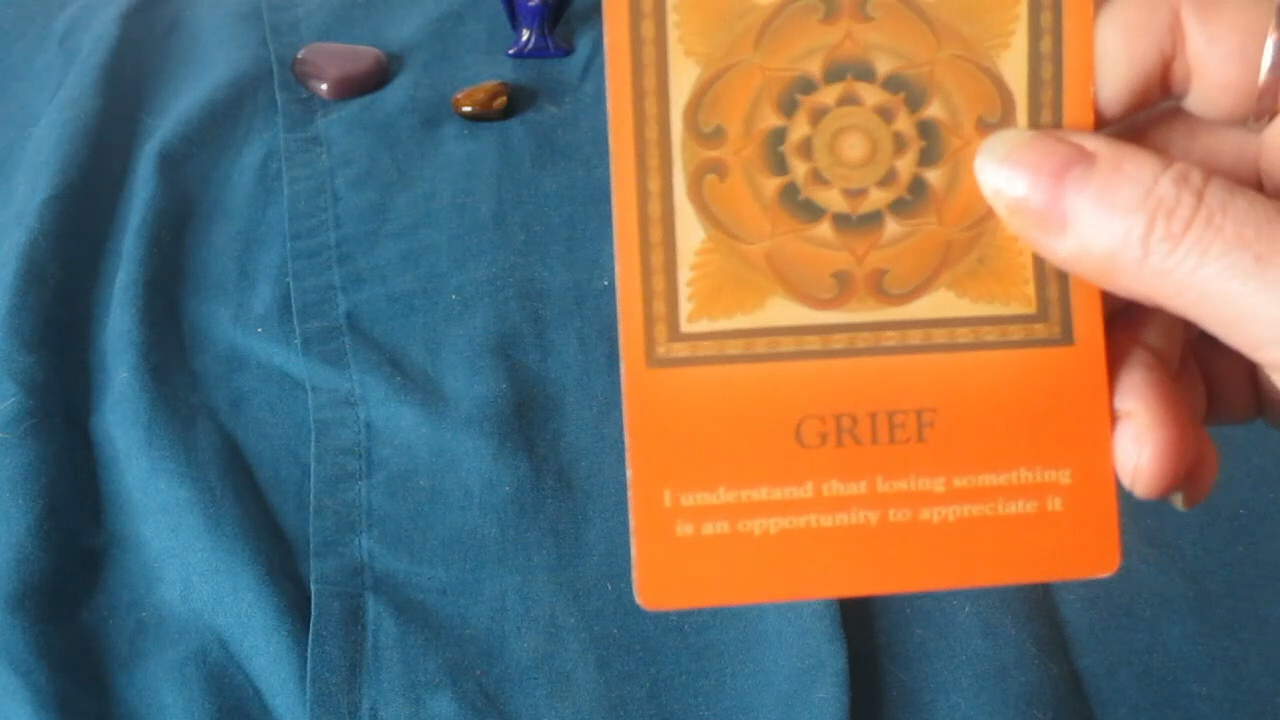 GRIEF
I understand that losing something
is an opportunity to appreciate it